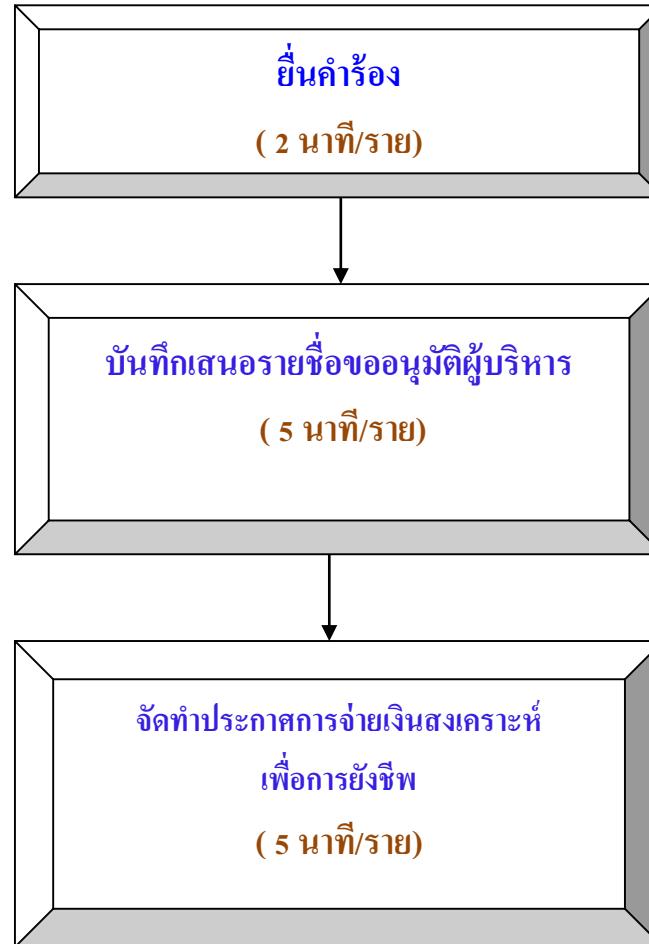 ยื่นคำร้อง
( 2 นาที/ราย)
บันทึกเสนอรายชื่อขออนุมัติผู้บริหาร
( 5 นาที/ราย)
จัดทำประกาศการจ่ายเงินสงเคราะห์
เพื่อการยังชีพ
( 5 นาที/ราย)